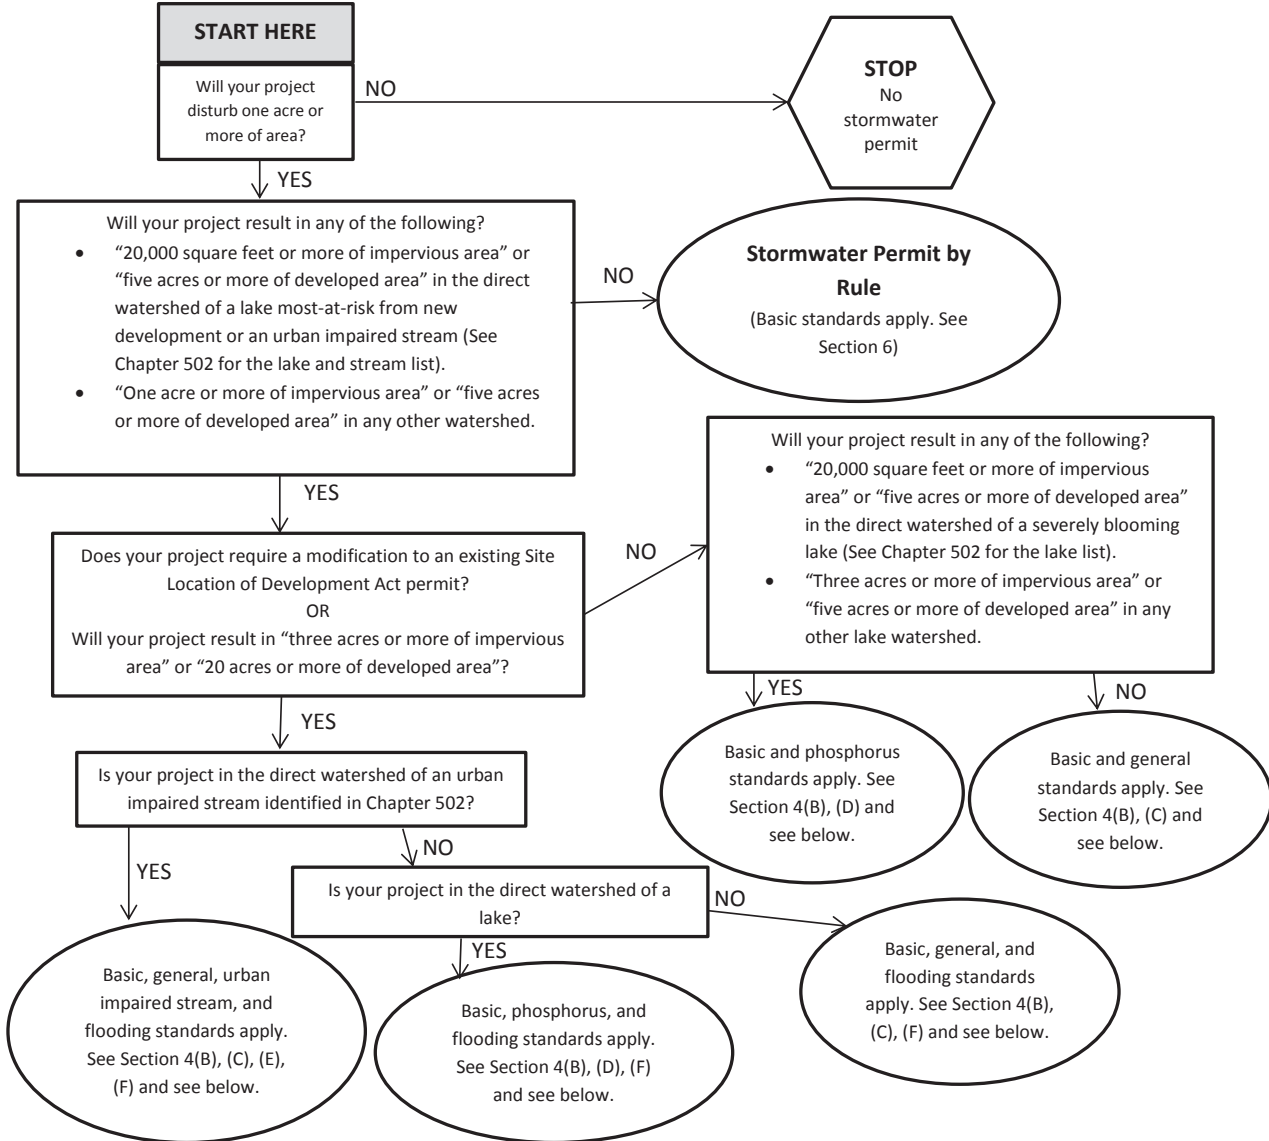 START HERE
Will your project
disturb one acre or
more of area?
NO
STOP
No
stormwater
permit
YES
Will your project result in any of the following?
• “20,000 square feet or more of impervious area” or
“five acres or more of developed area” in the direct
watershed of a lake most-at-risk from new
development or an urban impaired stream (See
Chapter 502 for the lake and stream list).
• “One acre or more of impervious area” or “five acres
or more of developed area” in any other watershed.
NO
Stormwater Permit by
Rule
(Basic standards apply. See
Section 6)
YES
Does your project require a modification to an existing Site
Location of Development Act permit?
OR
Will your project result in “three acres or more of impervious
area” or “20 acres or more of developed area”?
NO
Will your project result in any of the following?
• “20,000 square feet or more of impervious
area” or “five acres or more of developed area”
in the direct watershed of a severely blooming
lake (See Chapter 502 for the lake list).
• “Three acres or more of impervious area” or
“five acres or more of developed area” in any
other lake watershed.
YES
NO
Basic and phosphorus
standards apply. See
Section 4(B), (D) and
see below.
Basic and general
standards apply. See
Section 4(B), (C) and
see below.
YES
Is your project in the direct watershed of an urban
impaired stream identified in Chapter 502?
YES
NO
Is your project in the direct watershed of a
lake?
NO
YES
Basic, general, urban
impaired stream, and
flooding standards apply.
See Section 4(B), (C), (E),
(F) and see below.
Basic, phosphorus, and
flooding standards apply.
See Section 4(B), (D), (F)
and see below.
Basic, general, and
flooding standards
apply. See Section 4(B),
(C), (F) and see below.